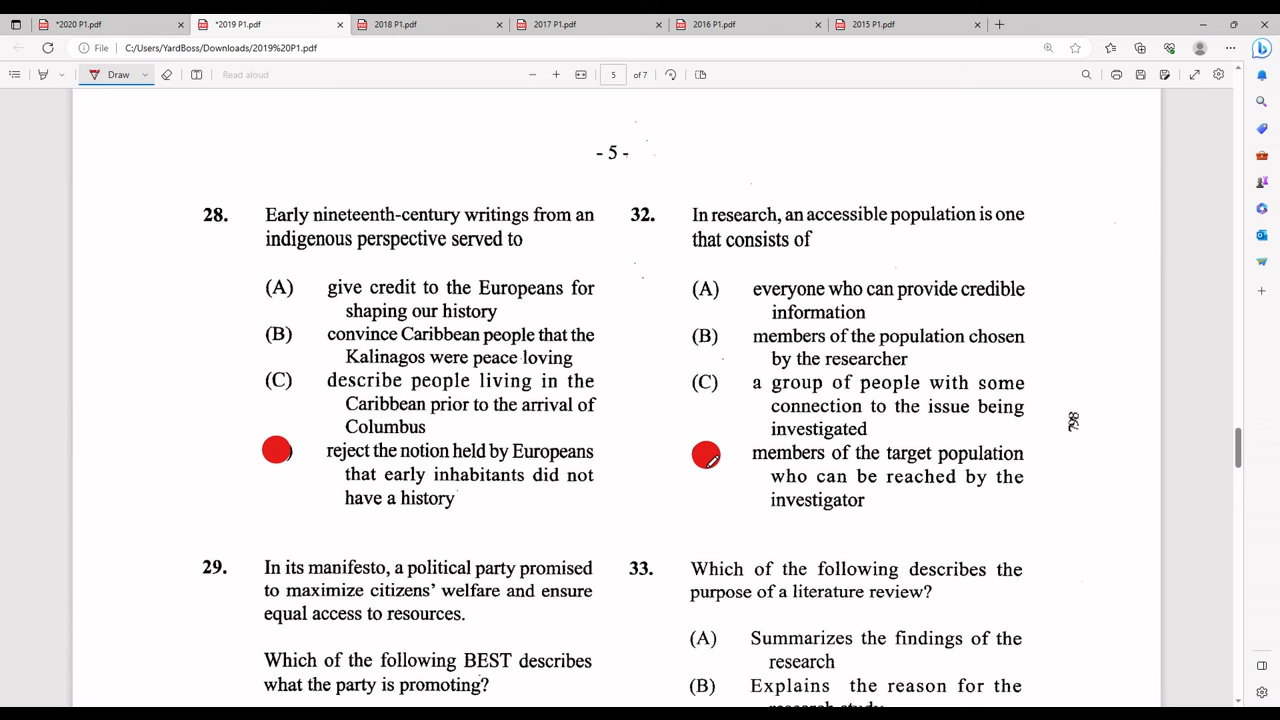 *2020 P1.pdf
*2019 P1.pdf
2018 P1.pdf
2017 P1.pdf
2016 P1.pdf
2015 P1.pdf
File
C:/Users/YardBoss/Downloads/2019%20P1.pdf
Draw
Read aloud
5
of 7
- 5 -
28. Early nineteenth-century writings from an
indigenous perspective served to
(A) give credit to the Europeans for
shaping our history
(B) convince Caribbean people that the
Kalinagos were peace loving
(C) describe people living in the
Caribbean prior to the arrival of
Columbus
) reject the notion held by Europeans
that early inhabitants did not
have a history
29. In its manifesto, a political party promised
to maximize citizens' welfare and ensure
equal access to resources.
Which of the following BEST describes
what the party is promoting?
32. In research, an accessible population is one
that consists of
(A) everyone who can provide credible
information
(B) members of the population chosen
by the researcher
(C) a group of people with some
connection to the issue being
investigated
members of the target population
who can be reached by the
investigator
33. Which of the following describes the
purpose of a literature review?
(A) Summarizes the findings of the
research
(B) Explains the reason for the
research study